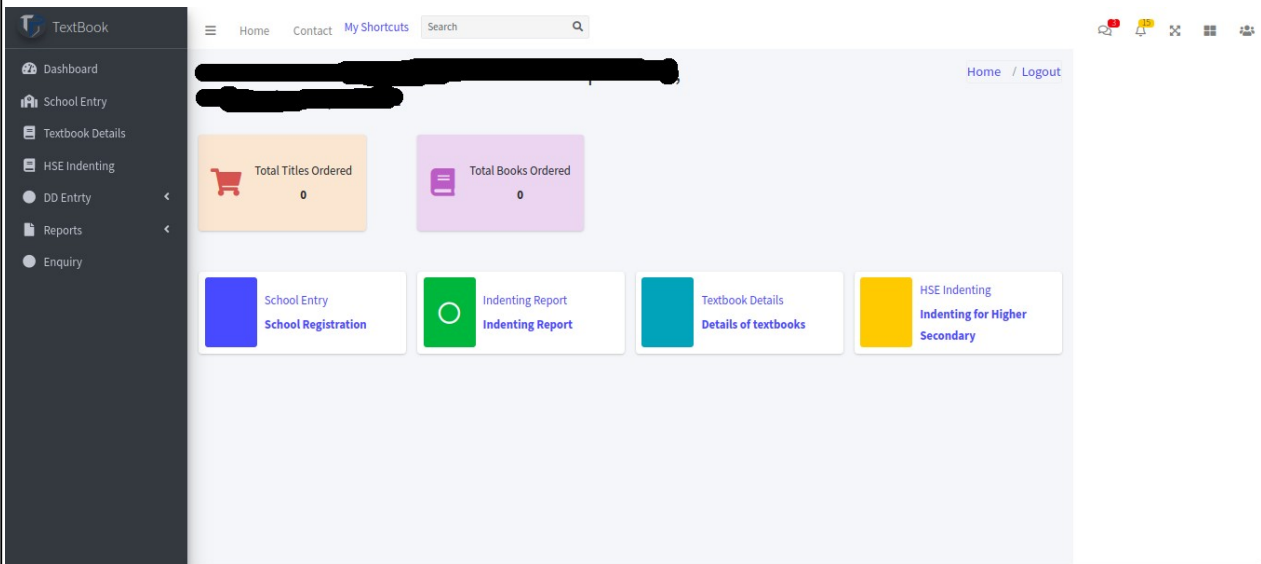 TextBook
Home Contact My Shortcuts Search
3 15
Dashboard
School Entry
Textbook Details
HSE Indenting
DD Entrty
Reports
Enquiry
Home / Logout
Total Titles Ordered
0
Total Books Ordered
0
School Entry
School Registration
Indenting Report
Indenting Report
Textbook Details
Details of textbooks
HSE Indenting
Indenting for Higher
Secondary